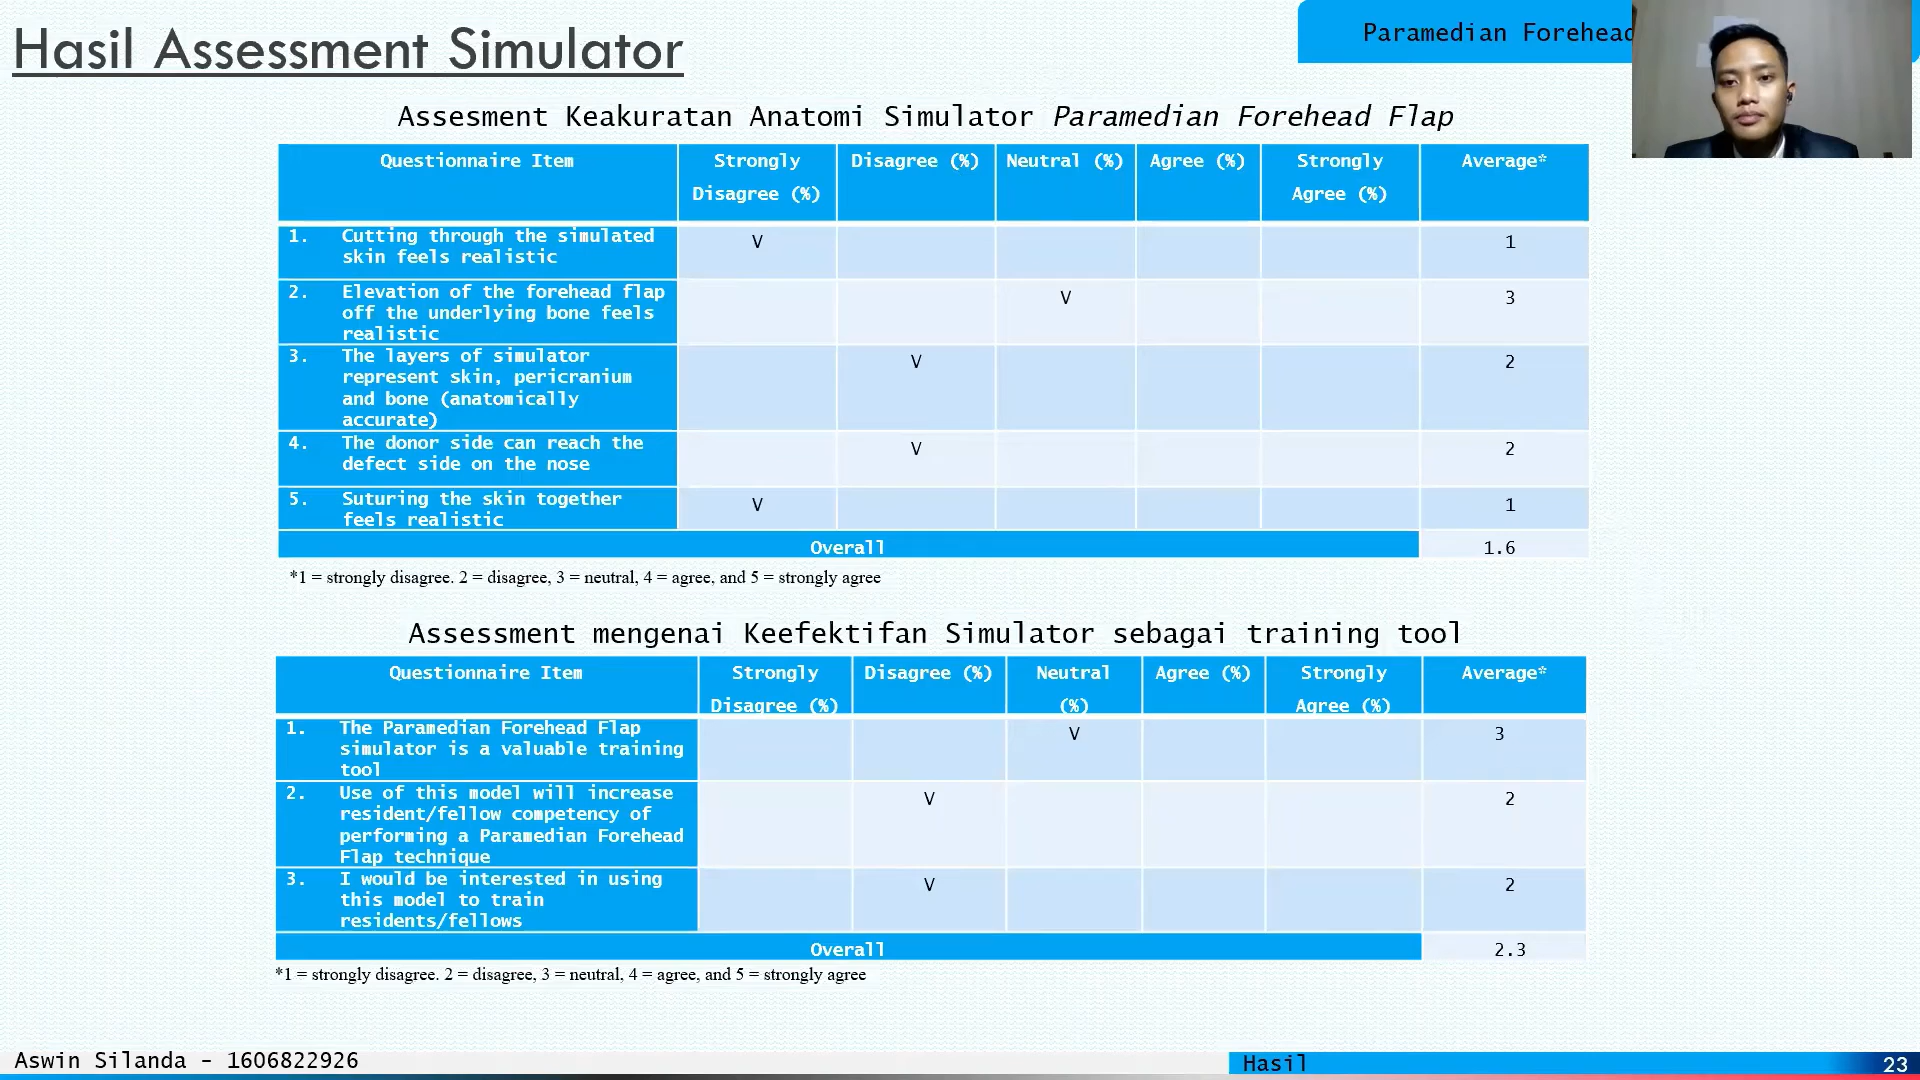 Hasil Assessment Simulator
Paramedian Forehead
Assesment Keakuratan Anatomi Simulator Paramedian Forehead Flap
Questionnaire Item Strongly Disagree (%) Disagree (%) Neutral (%) Agree (%) Strongly Agree (%) Average*
1. Cutting through the simulated
skin feels realistic
V 1
2. Elevation of the forehead flap
off the underlying bone feels
realistic
V 3
3. The layers of simulator
represent skin, pericranium
and bone (anatomically
accurate)
V 2
4. The donor side can reach the
defect side on the nose
V 2
5. Suturing the skin together
feels realistic
V 1
Overall 1.6
*1 = strongly disagree. 2 = disagree, 3 = neutral, 4 = agree, and 5 = strongly agree
Assessment mengenai Keefektifan Simulator sebagai training tool
Questionnaire Item Strongly Disagree (%) Disagree (%) Neutral (%) Agree (%) Strongly Agree (%) Average*
1. The Paramedian Forehead Flap
simulator is a valuable training
tool
V 3
2. Use of this model will increase
resident/fellow competency of
performing a Paramedian Forehead
Flap technique
V 2
3. I would be interested in using
this model to train
residents/fellows
V 2
Overall 2.3
*1 = strongly disagree. 2 = disagree, 3 = neutral, 4 = agree, and 5 = strongly agree
Aswin Silanda - 1606822926
Hasil
23